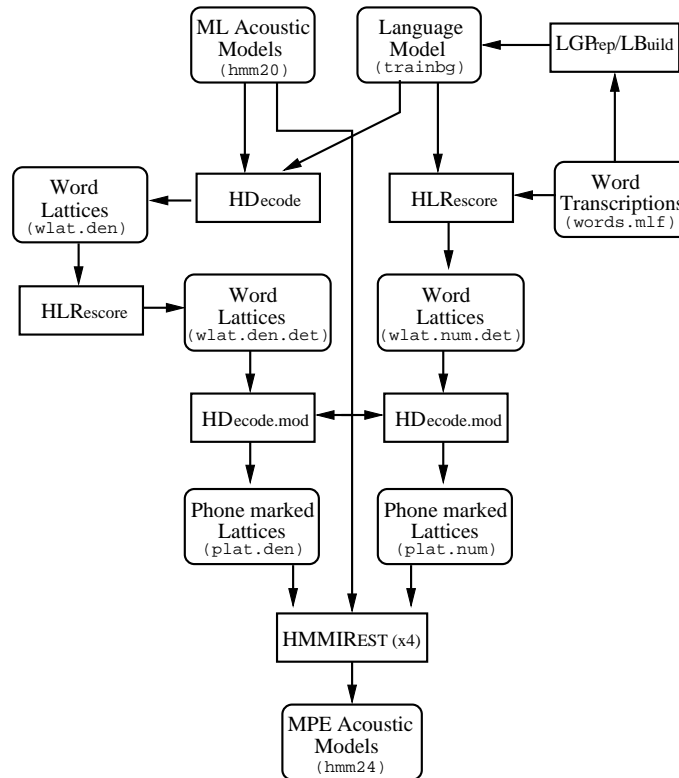 ML Acoustic
Models
(hmm20)
Language
Model
(trainbg)
LGPrep/LBuild
Word
Lattices
(wlat.den)
HDecode
HLRescore
Word
Transcriptions
(words.mlf)
HLRescore
Word
Lattices
(wlat.den.det)
Word
Lattices
(wlat.num.det)
HDecode.mod
HDecode.mod
Phone marked
Lattices
(plat.den)
Phone marked
Lattices
(plat.num)
HMMIREST (x4)
MPE Acoustic
Models
(hmm24)